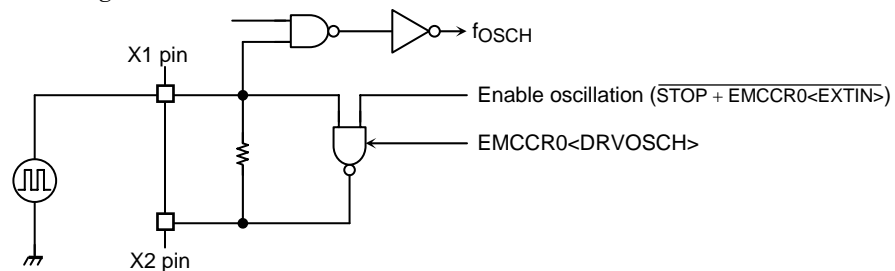 fOSCH
X1 pin
Enable oscillation (STOP + EMCCR0<EXTIN>)
EMCCR0<DRVOSCH>
X2 pin